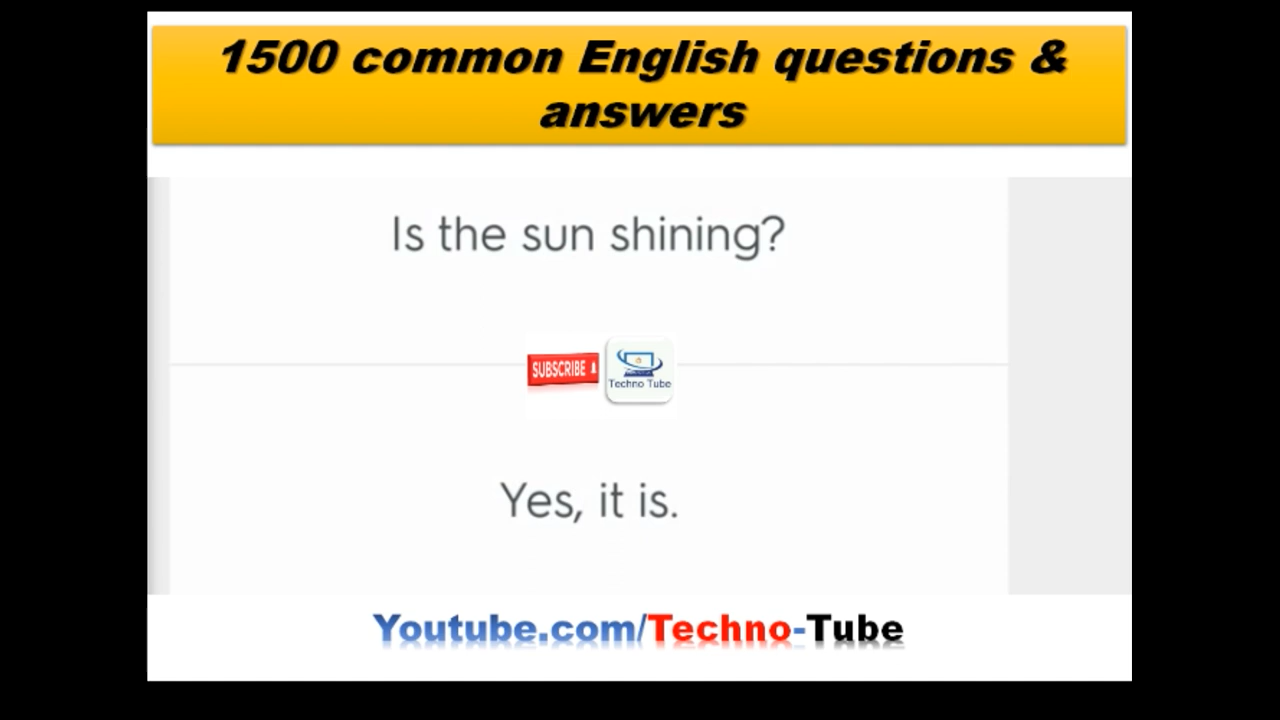 1500 common English questions &
answers
Is the sun shining?
SUBSCRIBE
Techno Tube
Yes, it is.
Youtube.com/Techno-Tube